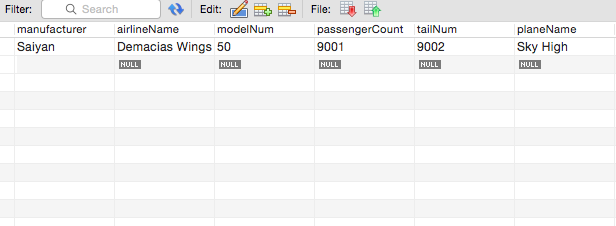 Filter: Search Edit: File:
manufacturer airlineName modelNum passengerCount tailNum planeName
Saiyan Demacias Wings 50 9001 9002 Sky High
NULL NULL NULL NULL NULL